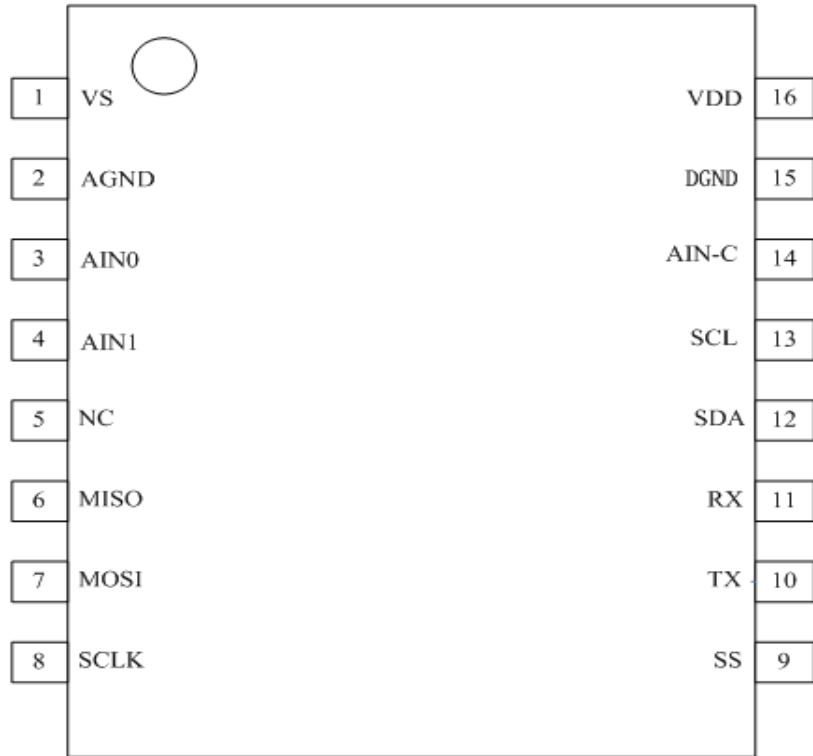 1 VS VDD 16
2 AGND DGND 15
3 AIN0 AIN-C 14
4 AIN1 SCL 13
5 NC SDA 12
6 MISO RX 11
7 MOSI TX 10
8 SCLK SS 9